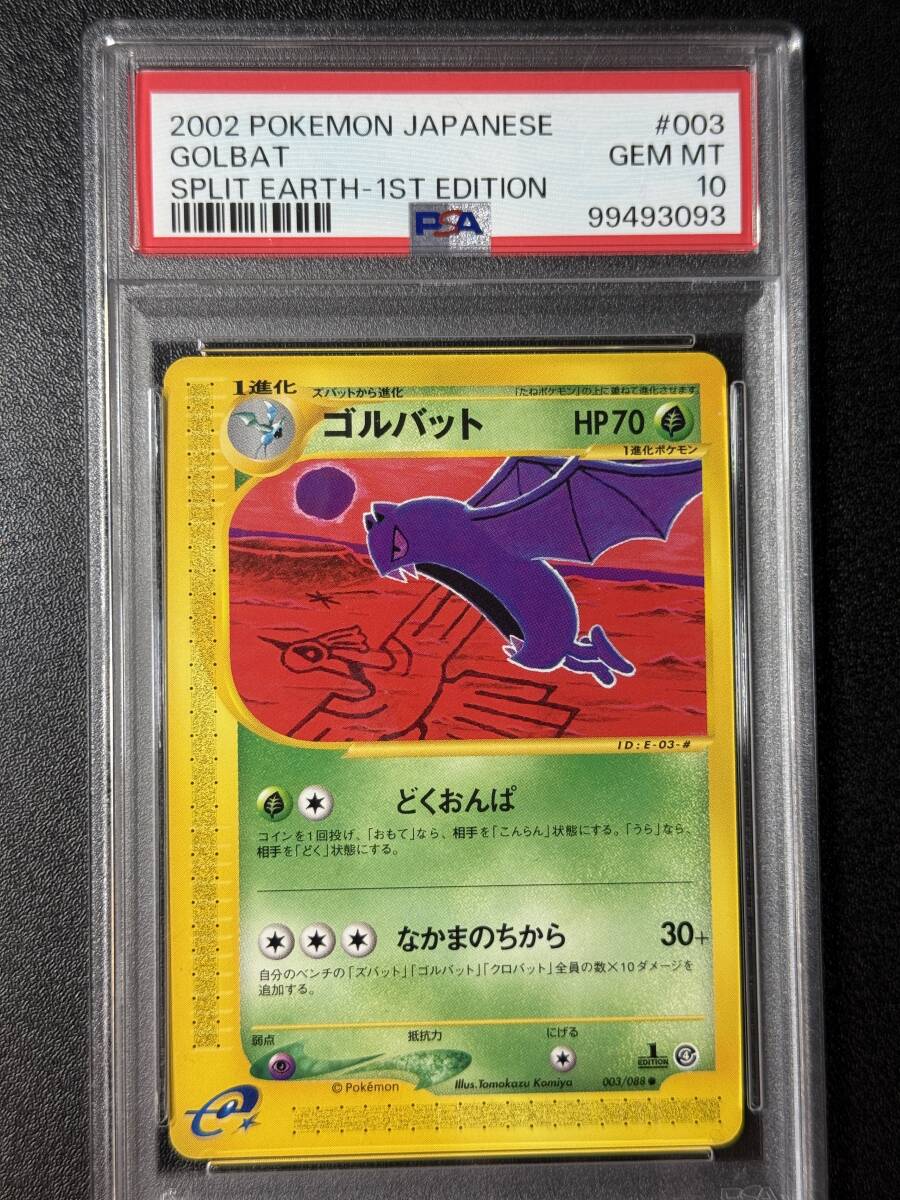 2002 POKEMON JAPANESE #003
GOLBAT GEM MT
SPLIT EARTH-1ST EDITION 10
PSA 99493093
1進化 ズバットから進化 「たねポケモン」の上に重ねて進化させます
ゴルバット HP70
1進化ポケモン
ID:E-03-#
どくおんぱ
コインを1回投げ、「おもて」なら、相手を「こんらん」状態にする。「うら」なら、
相手を「どく」状態にする。
なかまのちから 30+
自分のベンチの「ズバット」「ゴルバット」「クロバット」全員の数×10ダメージを
追加する。
弱点 抵抗力 にげる
1
EDITION
© Pokémon Illus.Tomokazu Komiya 003/088 ●
e